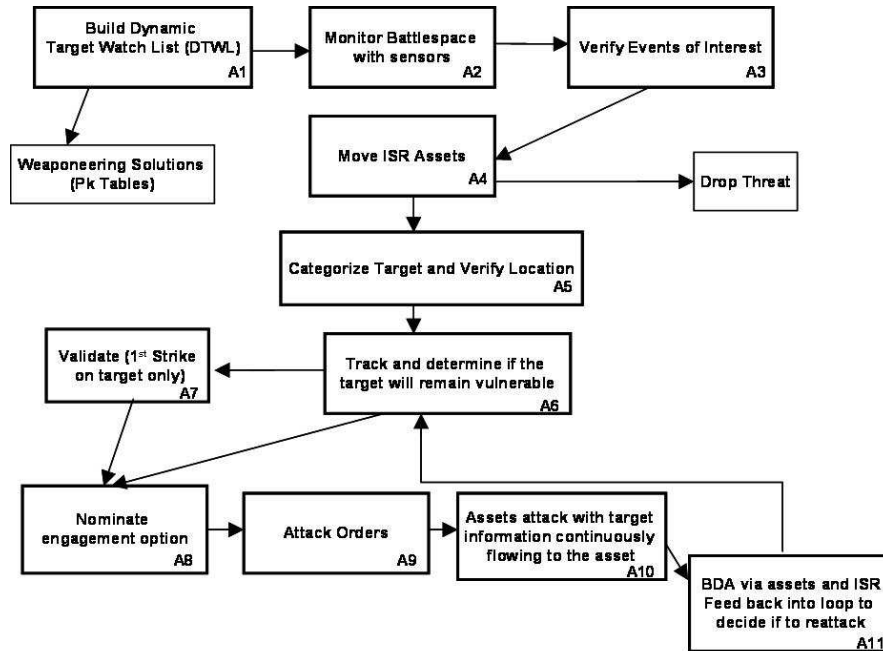 Build Dynamic
Target Watch List (DTWL)
A1
Monitor Battlespace
with sensors
A2
Verify Events of Interest
A3
Weaponeering Solutions
(Pk Tables)
Move ISR Assets
A4
Drop Threat
Categorize Target and Verify Location
A5
Validate (1st Strike
on target only)
A7
Track and determine if the
target will remain vulnerable
A6
Nominate
engagement option
A8
Attack Orders
A9
Assets attack with target
information continuously
flowing to the asset
A10
BDA via assets and ISR
Feed back into loop to
decide if to reattack
A11